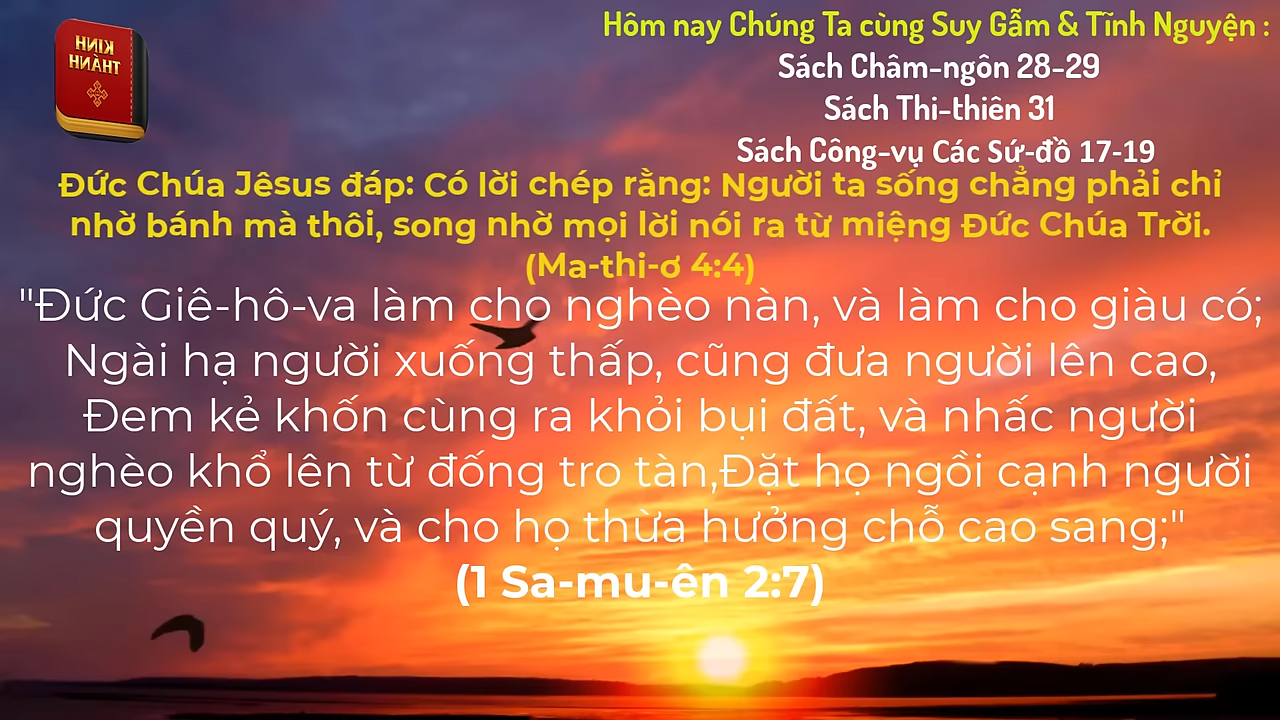 KINH
THÀNH
Hôm nay Chúng Ta cùng Suy Gẫm & Tĩnh Nguyện :
Sách Châm-ngôn 28-29
Sách Thi-thiên 31
Sách Công-vụ Các Sứ-đồ 17-19
Đức Chúa Jêsus đáp: Có lời chép rằng: Người ta sống chẳng phải chỉ
nhờ bánh mà thôi, song nhờ mọi lời nói ra từ miệng Đức Chúa Trời.
(Ma-thi-ơ 4:4)
"Đức Giê-hô-va làm cho nghèo nàn, và làm cho giàu có;
Ngài hạ người xuống thấp, cũng đưa người lên cao,
Đem kẻ khốn cùng ra khỏi bụi đất, và nhấc người
nghèo khổ lên từ đống tro tàn,Đặt họ ngồi cạnh người
quyền quý, và cho họ thừa hưởng chỗ cao sang;"
(1 Sa-mu-ên 2:7)